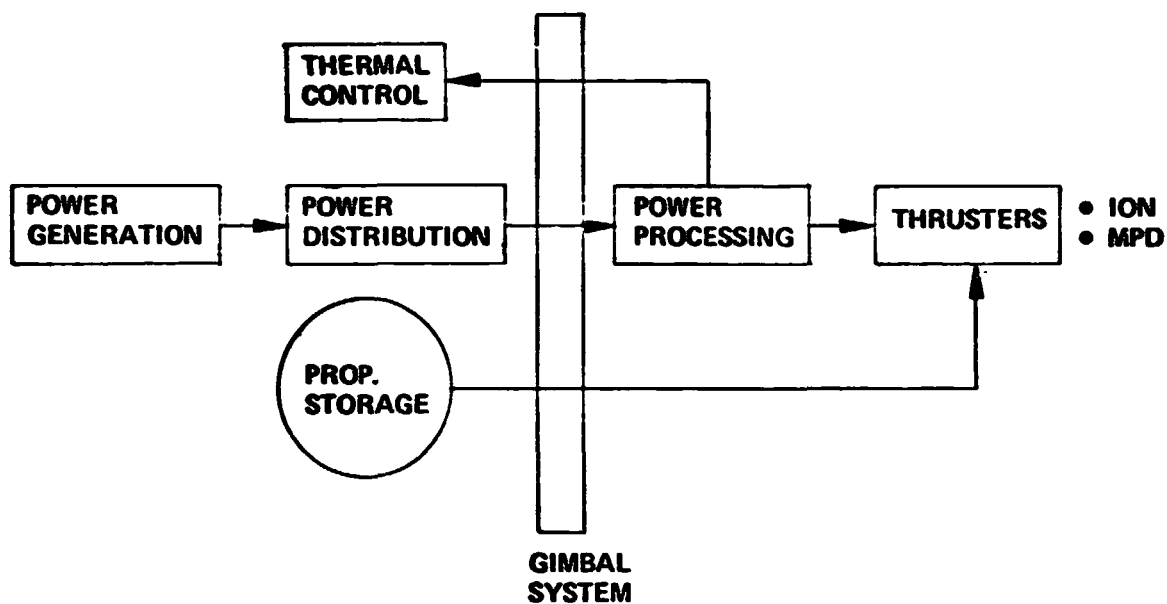 THERMAL
CONTROL
POWER
GENERATION
POWER
DISTRIBUTION
POWER
PROCESSING
THRUSTERS
● ION
● MPD
PROP.
STORAGE
GIMBAL
SYSTEM